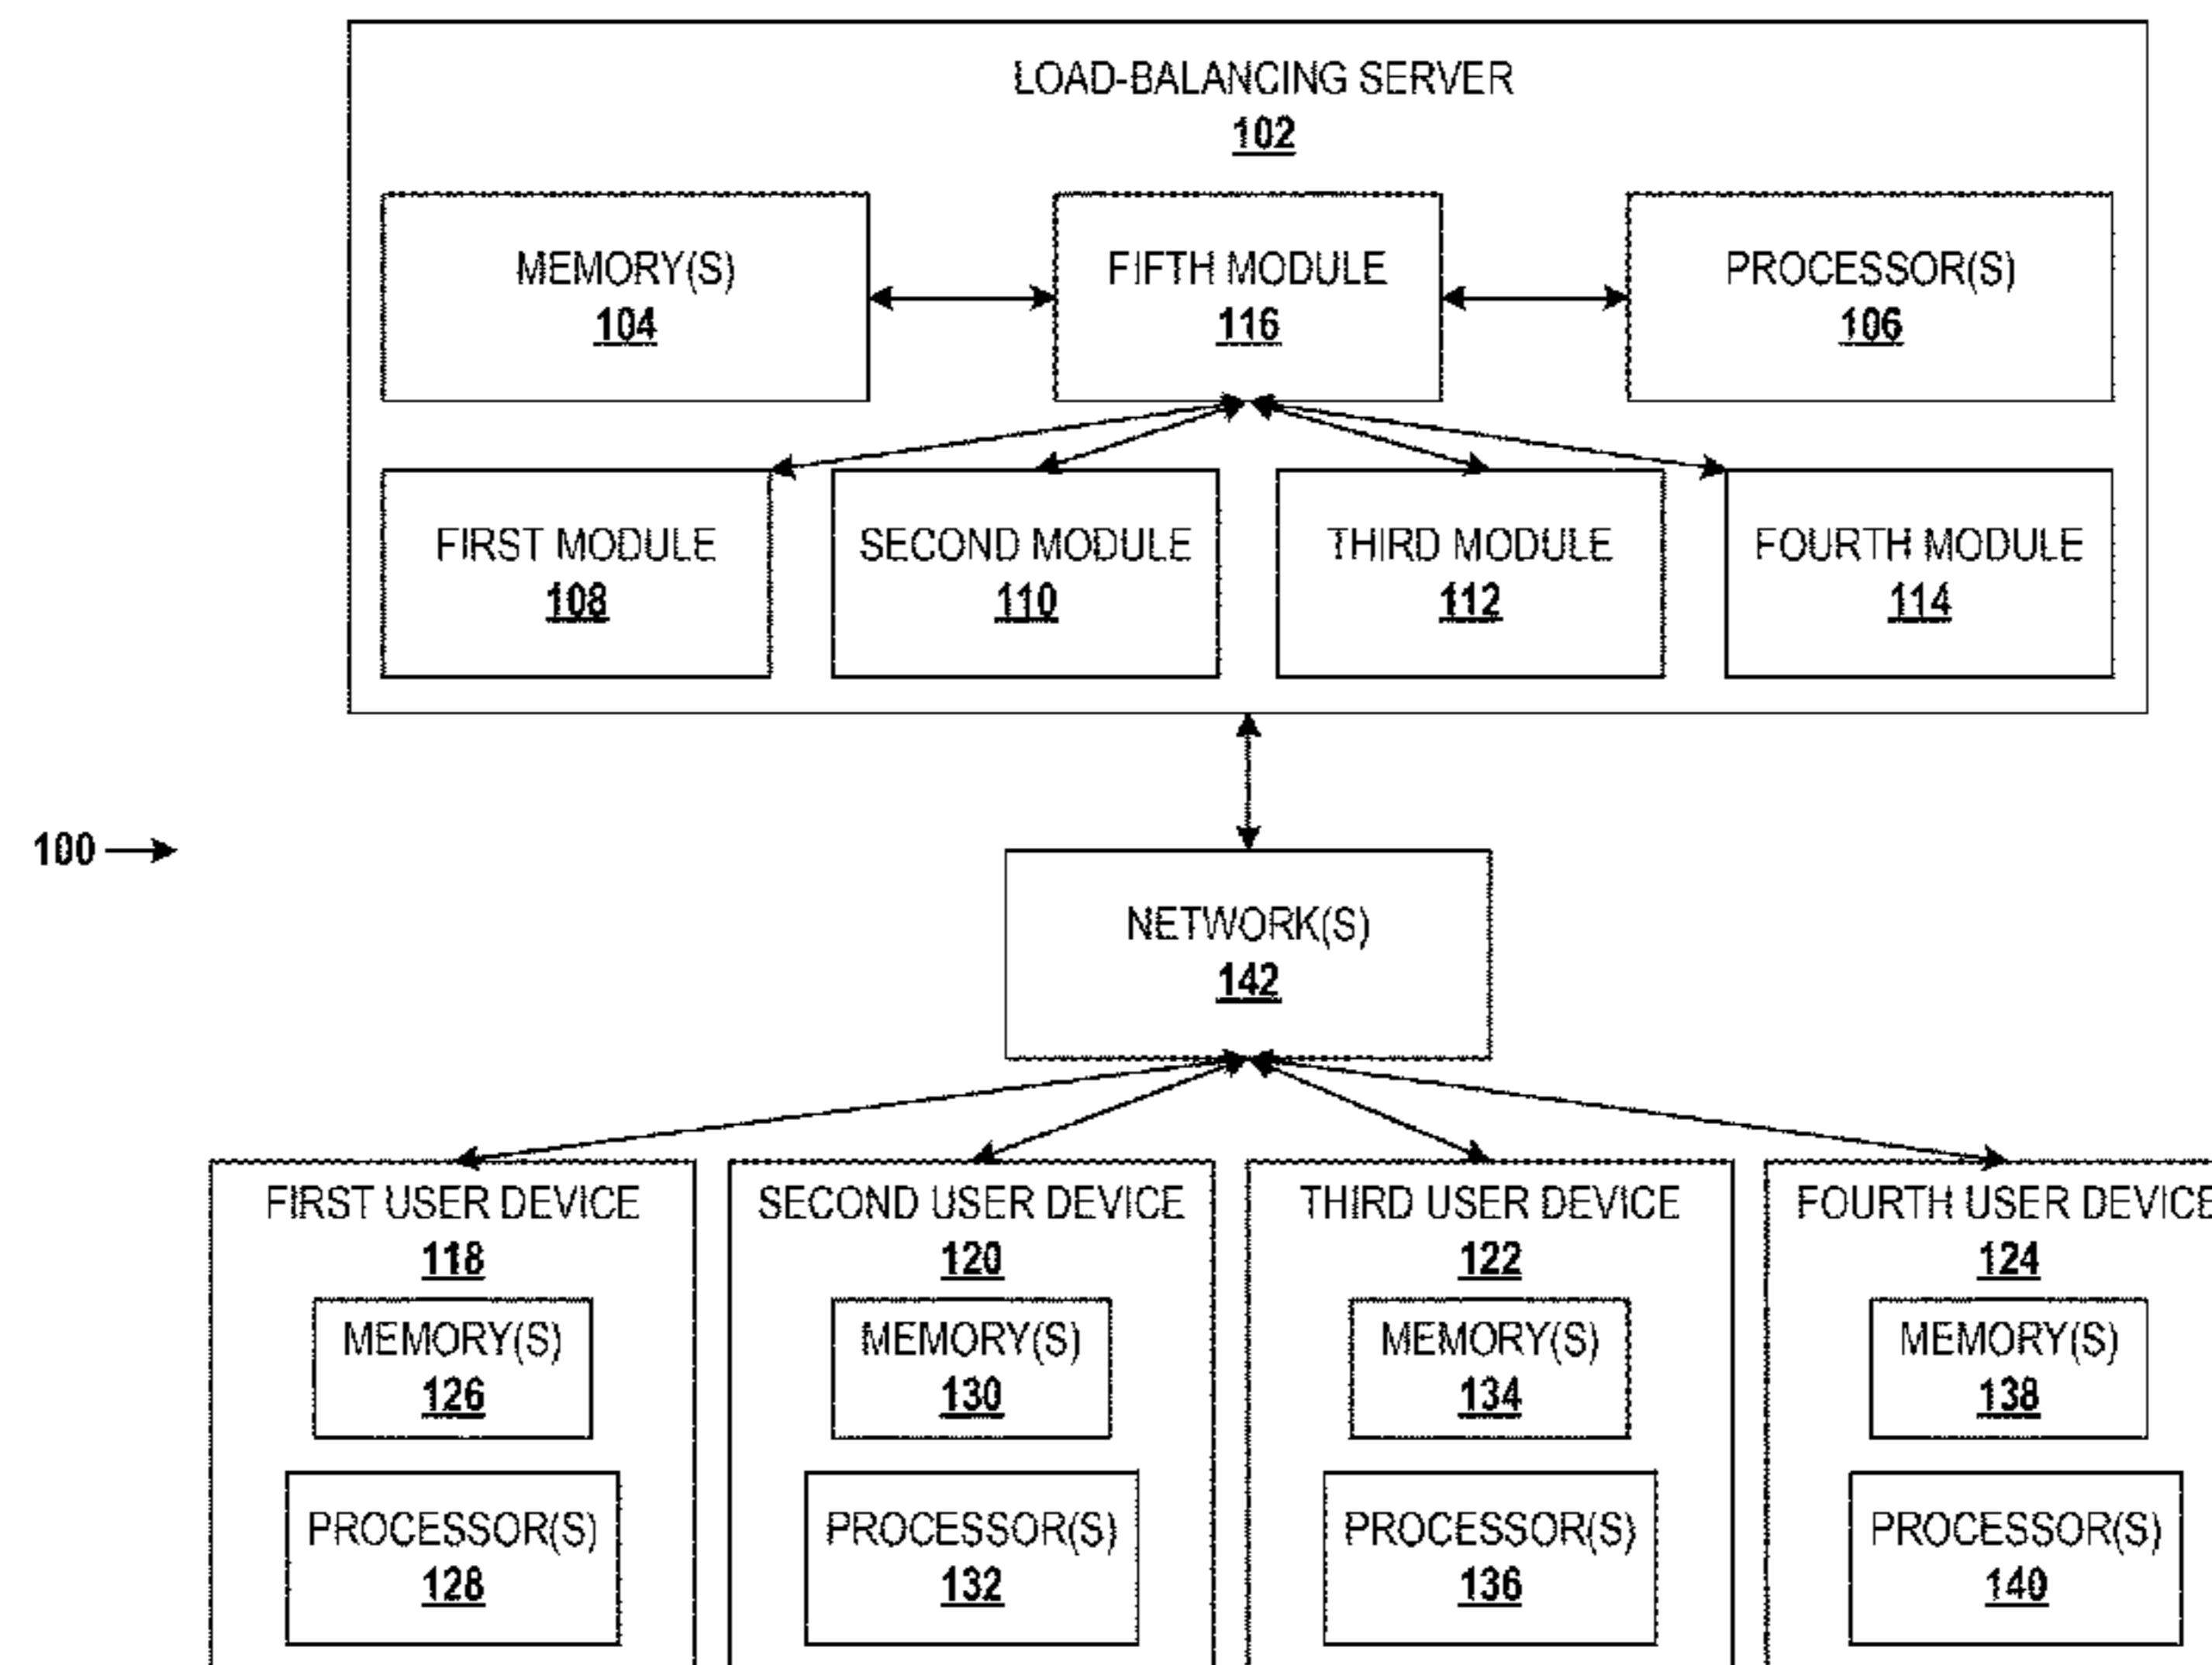 LOAD-BALANCING SERVER
102
MEMORY(S)
104
FIFTH MODULE
116
PROCESSOR(S)
106
FIRST MODULE
108
SECOND MODULE
110
THIRD MODULE
112
FOURTH MODULE
114
100
NETWORK(S)
142
FIRST USER DEVICE
118
MEMORY(S)
126
PROCESSOR(S)
128
SECOND USER DEVICE
120
MEMORY(S)
130
PROCESSOR(S)
132
THIRD USER DEVICE
122
MEMORY(S)
134
PROCESSOR(S)
136
FOURTH USER DEVICE
124
MEMORY(S)
138
PROCESSOR(S)
140